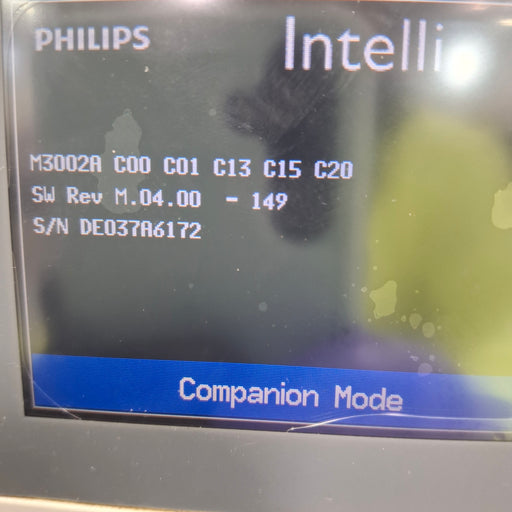 PHILIPS
Intelli
M3002A C00 C01 C13 C15 C20
SW Rev M.04.00 - 149
S/N DE037A6172
Companion Mode